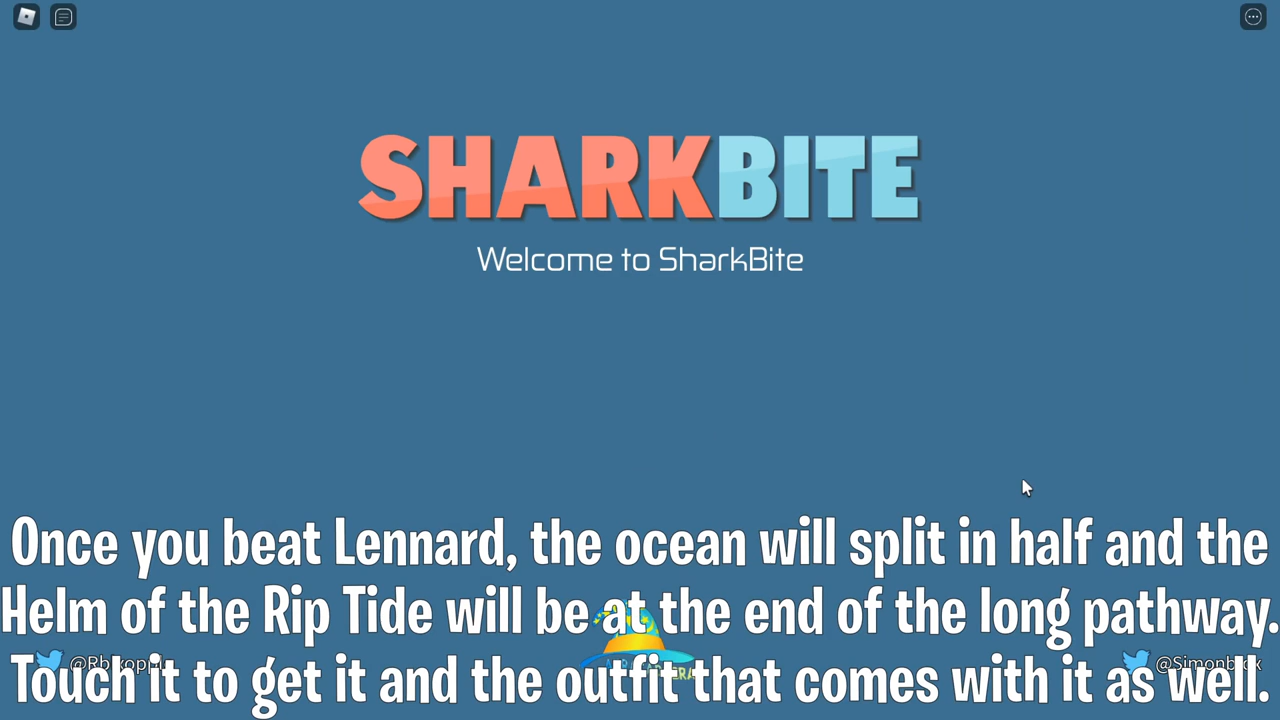 SHARKBITE
Welcome to SharkBite
Once you beat Lennard, the ocean will split in half and the
Helm of the Rip Tide will be at the end of the long pathway.
Touch it to get it and the outfit that comes with it as well.